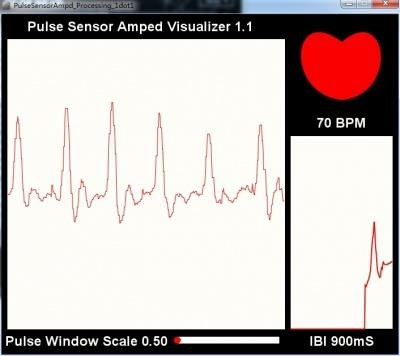 PulseSensorAmpd_Processing_1dot1
Pulse Sensor Amped Visualizer 1.1
70 BPM
Pulse Window Scale 0.50
IBI 900mS